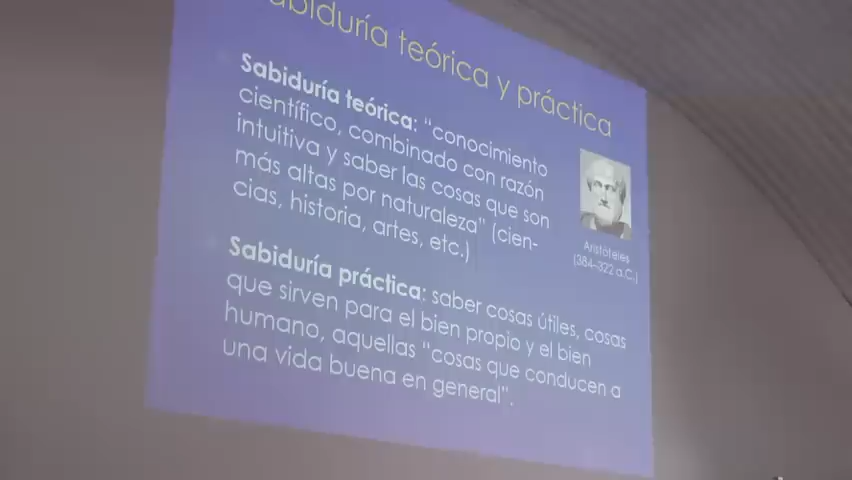 teórica y práctica
Sabiduría teórica: "conocimiento
científico, combinado con razón
intuitiva y saber las cosas que son
más altas por naturaleza" (cien-
cias, historia, artes, etc.)
Aristóteles
(384-322 a.C.)
Sabiduría práctica: saber cosas útiles, cosas
que sirven para el bien propio y el bien
humano, aquellas "cosas que conducen a
una vida buena en general".